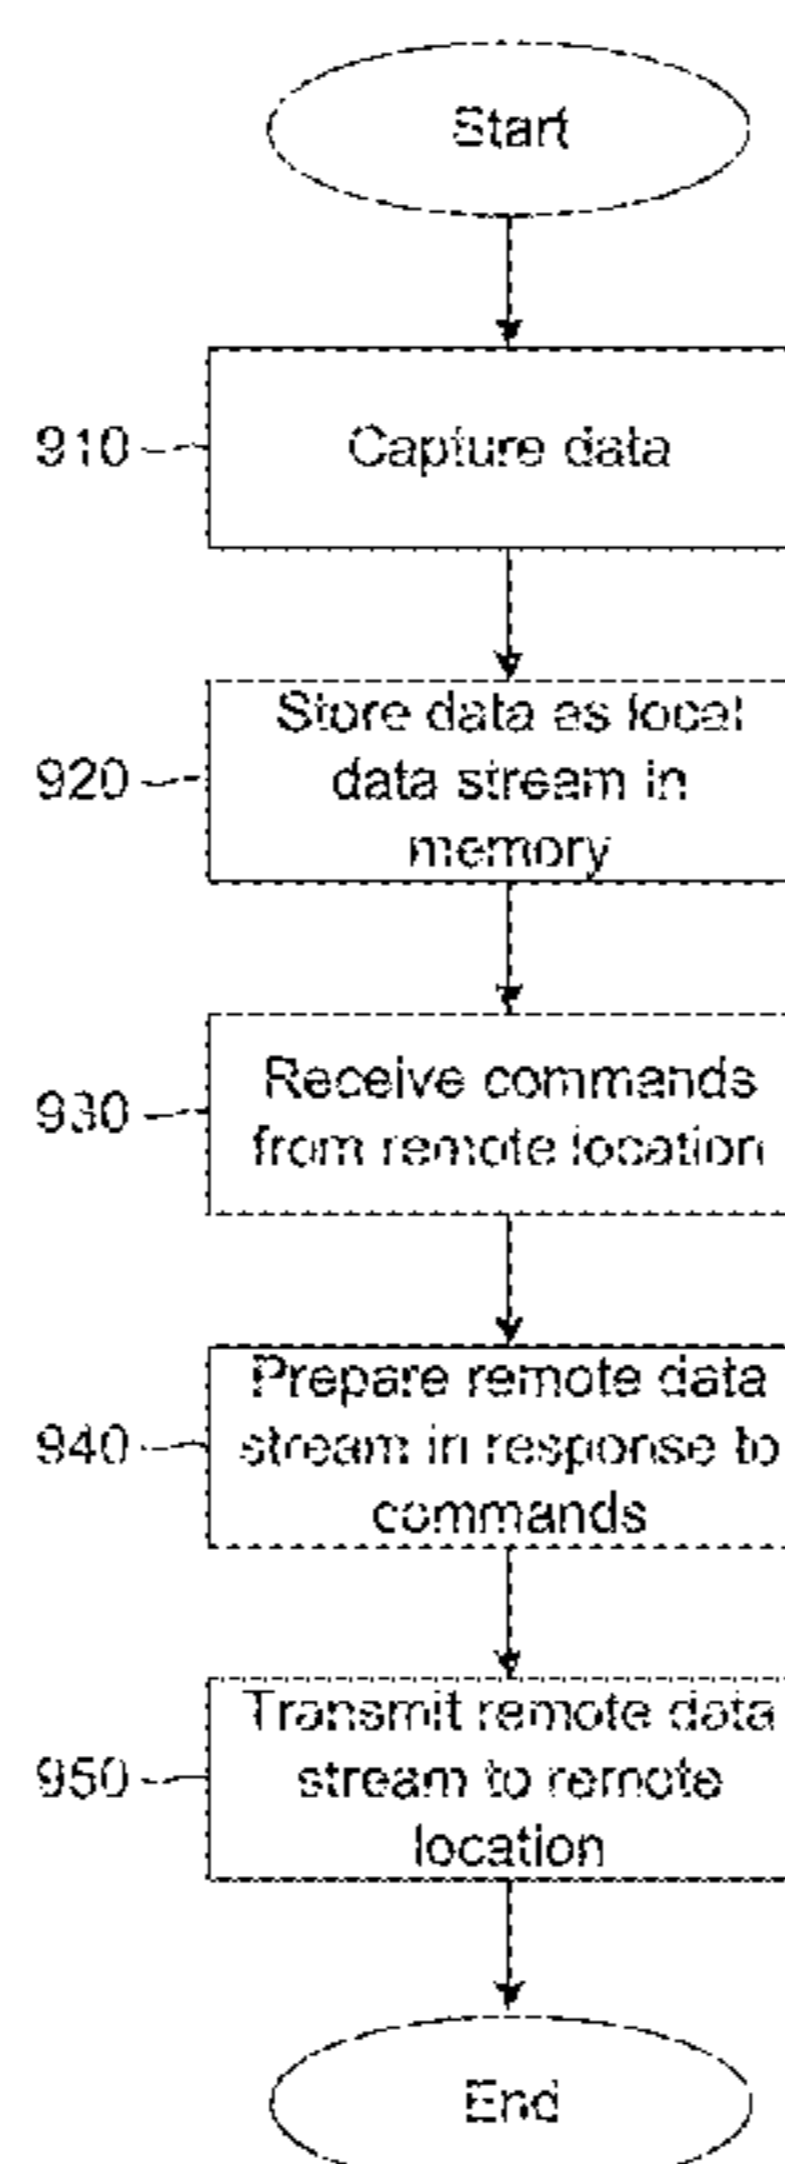 Start
910
Capture data
Store data as local
920
data stream in
memory
Receive commands
930
from remote location
Prepare remote data
940
stream in response to
commands
Transmit remote data
950
stream to remote
location
End